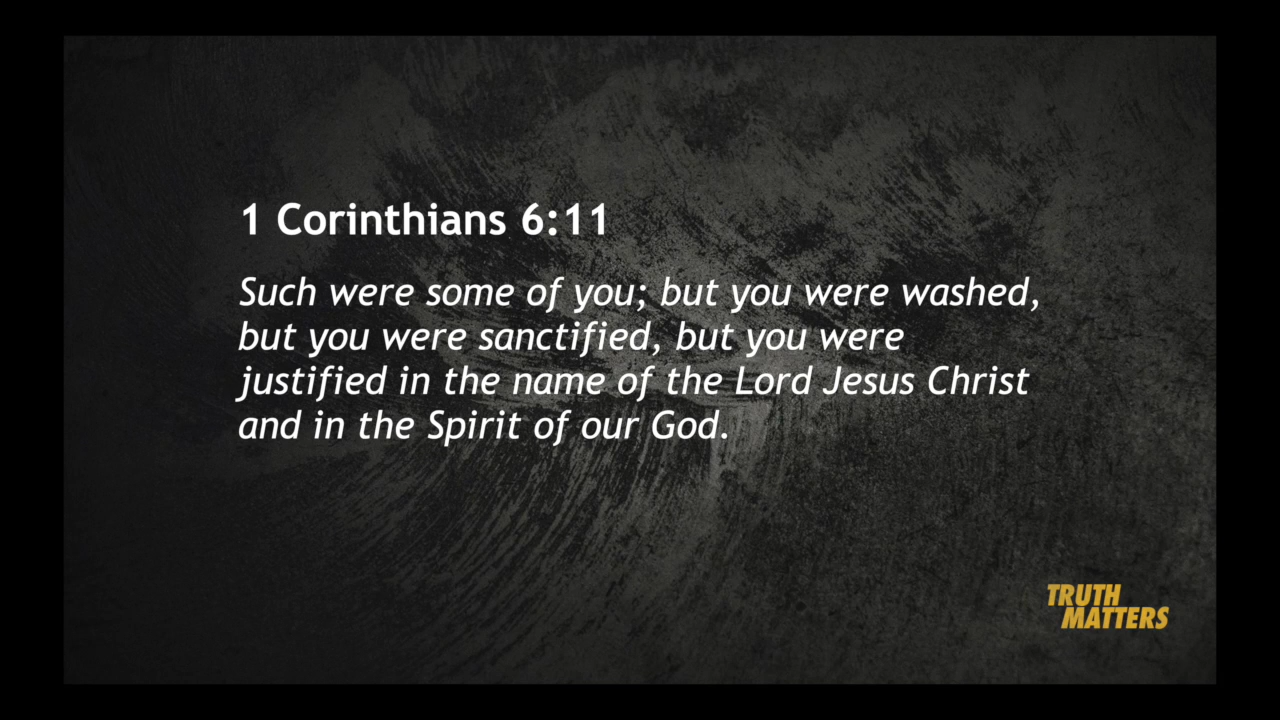 1 Corinthians 6:11
Such were some of you; but you were washed,
but you were sanctified, but you were
justified in the name of the Lord Jesus Christ
and in the Spirit of our God.
TRUTH
MATTERS